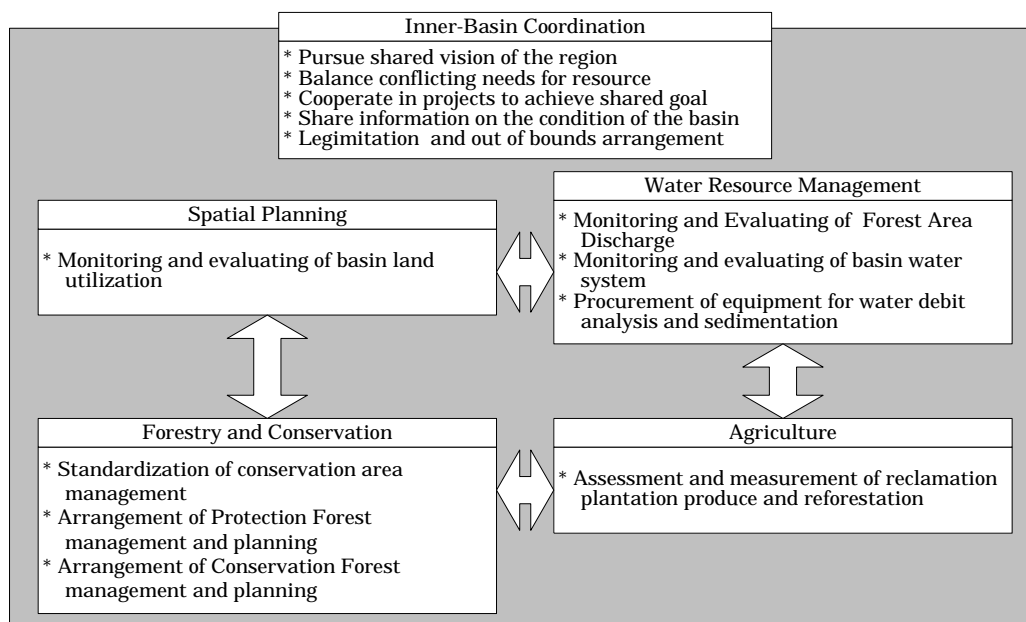 Inner-Basin Coordination
* Pursue shared vision of the region
* Balance conflicting needs for resource
* Cooperate in projects to achieve shared goal
* Share information on the condition of the basin
* Legimitation and out of bounds arrangement
Spatial Planning
* Monitoring and evaluating of basin land
utilization
Water Resource Management
* Monitoring and Evaluating of Forest Area
Discharge
* Monitoring and evaluating of basin water
system
* Procurement of equipment for water debit
analysis and sedimentation
Forestry and Conservation
* Standardization of conservation area
management
* Arrangement of Protection Forest
management and planning
* Arrangement of Conservation Forest
management and planning
Agriculture
* Assessment and measurement of reclamation
plantation produce and reforestation